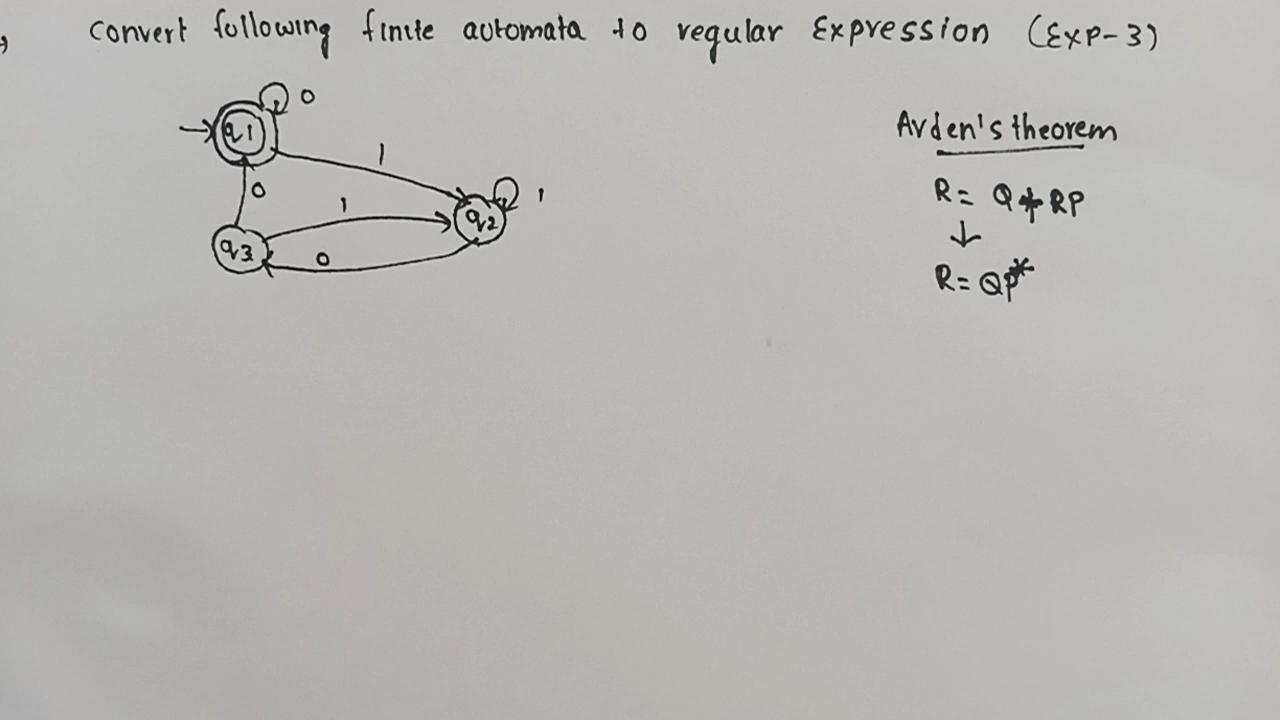 , convert following finite automata to regular Expression (Exp-3)
0
q1
1
0
1
1
q2
q3
0
Arden's theorem
R = Q + RP
↓
R = QP*